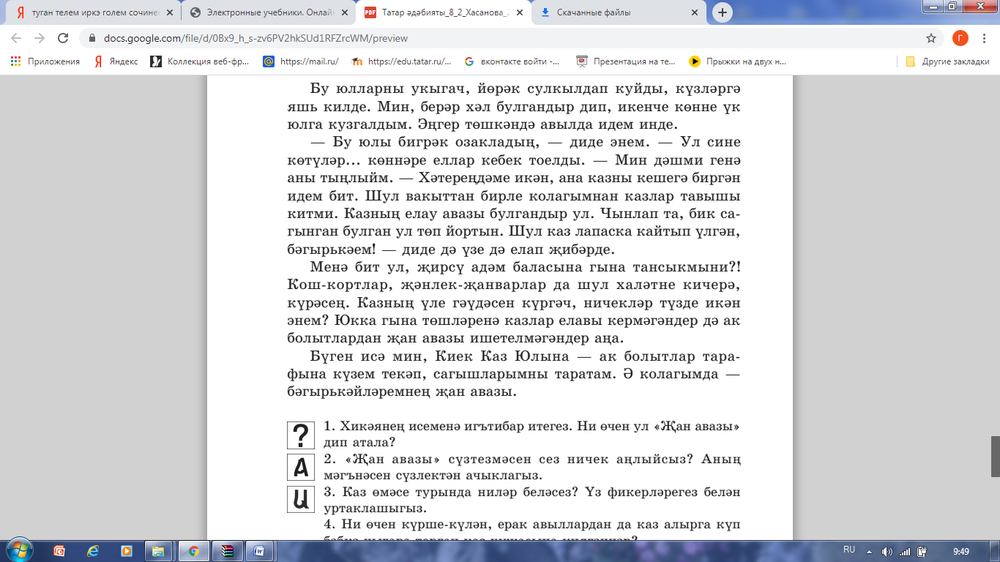 туган телем иркә голем сочинен
Электронные учебники. Онлайн
Татар әдәбияты_8_2_Хасанова_2
Скачанные файлы
docs.google.com/file/d/0Bx9_h_s-zv6PV2hkSUd1RFZrcWM/preview
Приложения
Яндекс
Коллекция веб-фр...
https://mail.ru/
https://edu.tatar.ru/...
вконтакте войти -...
Презентация на те...
Прыжки на двух н...
Другие закладки
Бу юлларны укыгач, йөрәк сулкылдап куйды, күзләргә
яшь килде. Мин, берәр хәл булгандыр дип, икенче көнне үк
юлга кузгалдым. Эңгер төшкәндә авылда идем инде.
— Бу юлы бигрәк озакладың, — диде энем. — Ул сине
көтүләр... көннәре еллар кебек тоелды. — Мин дәшми генә
аны тыңлыйм. — Хәтереңдәме икән, ана казны кешегә биргән
идем бит. Шул вакыттан бирле колагымнан казлар тавышы
китми. Казның елау авазы булгандыр ул. Чынлап та, бик са-
гынган булган ул төп йортын. Шул каз лапаска кайтып үлгән,
бәгырькәем! — диде дә үзе дә елап җибәрде.
Менә бит ул, җирсү адәм баласына гына тансыкмыни?!
Кош-кортлар, җәнлек-җанварлар да шул халәтне кичерә,
күрәсең. Казның үле гәүдәсен күргәч, ничекләр түзде икән
энем? Юкка гына төшләренә казлар елавы кермәгәндер дә ак
болытлардан җан авазы ишетелмәгәндер аңа.
Бүген исә мин, Киек Каз Юлына — ак болытлар тара-
фына күзем текәп, сагышларымны таратам. Ә колагымда —
бәгырькәйләремнең җан авазы.
?
1. Хикәянең исеменә игътибар итегез. Ни өчен ул «Җан авазы»
дип атала?
А
2. «Җан авазы» сүзтезмәсен сез ничек аңлыйсыз? Аның
мәгънәсен сүзлектән ачыклагыз.
И
3. Каз өмәсе турында ниләр беләсез? Үз фикерләрегез белән
уртаклашыгыз.
4. Ни өчен күрше-күлән, ерак авыллардан да каз алырга күп
RU
9:49